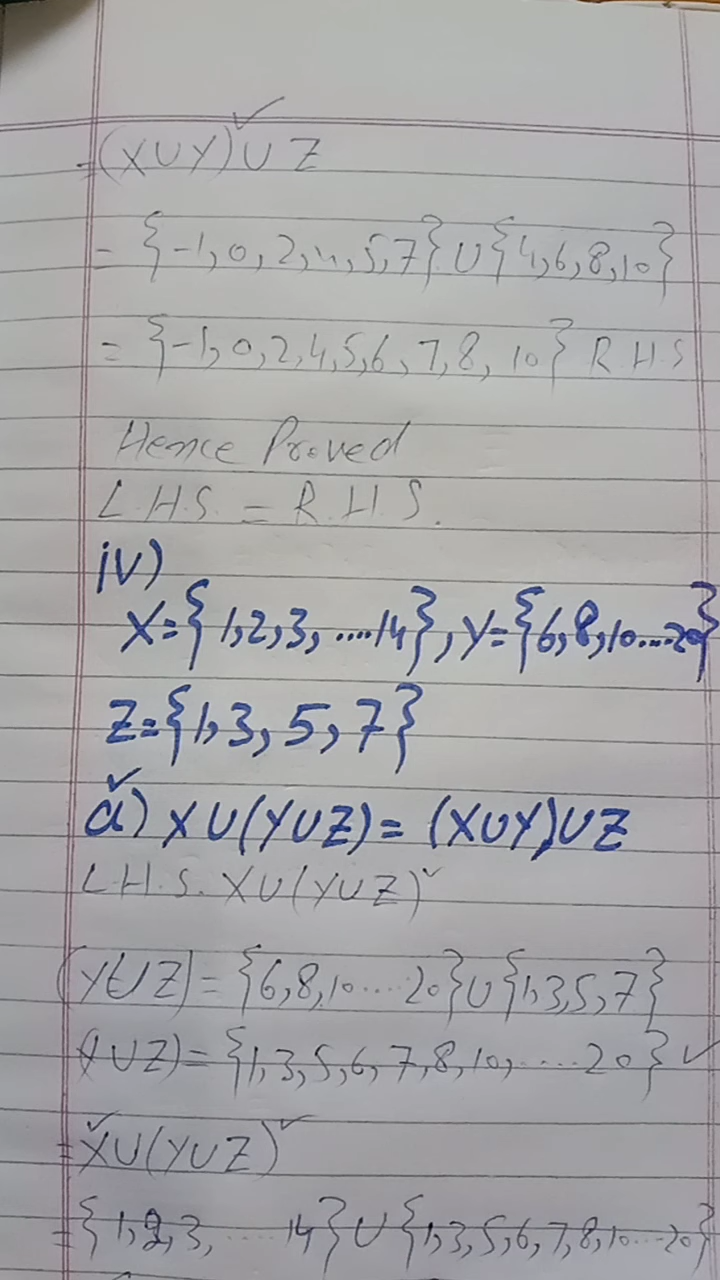 =(XUY)UZ
= {-1,0,2,4,5,7}U{4,6,8,10}
= {-1,0,2,4,5,6,7,8,10} R.H.S
Hence Proved
L.H.S. = R.H.S.
iv)
X={1,2,3,....14}, Y={6,8,10...20}
Z={1,3,5,7}
a) XU(YUZ)= (XUY)UZ
L.H.S. XU(YUZ)
(YUZ)= {6,8,10....20}U{1,3,5,7}
(YUZ)={1,3,5,6,7,8,10,....20}
=XU(YUZ)
={1,2,3,....14}U{1,3,5,6,7,8,10...20}